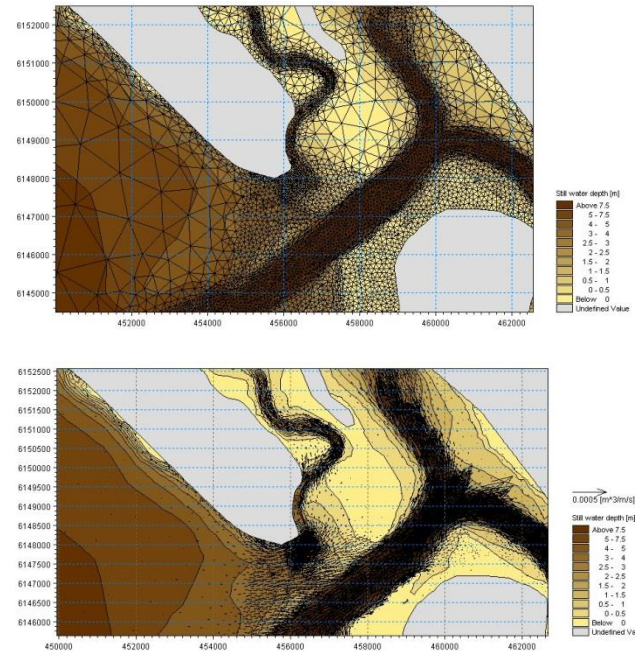 6152000
6151000
6150000
6149000
6148000
6147000
6146000
6145000
452000 454000 456000 458000 460000 462000
Still water depth [m]
Above 7.5
5 - 7.5
4 - 5
3 - 4
2.5 - 3
2 - 2.5
1.5 - 2
1 - 1.5
0.5 - 1
0 - 0.5
Below 0
Undefined Value
6152500
6152000
6151500
6151000
6150500
6150000
6149500
6149000
6148500
6148000
6147500
6147000
6146500
6146000
450000 452000 454000 456000 458000 460000 462000
0.0005 [m^3/m/s]
Still water depth [m]
Above 7.5
5 - 7.5
4 - 5
3 - 4
2.5 - 3
2 - 2.5
1.5 - 2
1 - 1.5
0.5 - 1
0 - 0.5
Below 0
Undefined Va